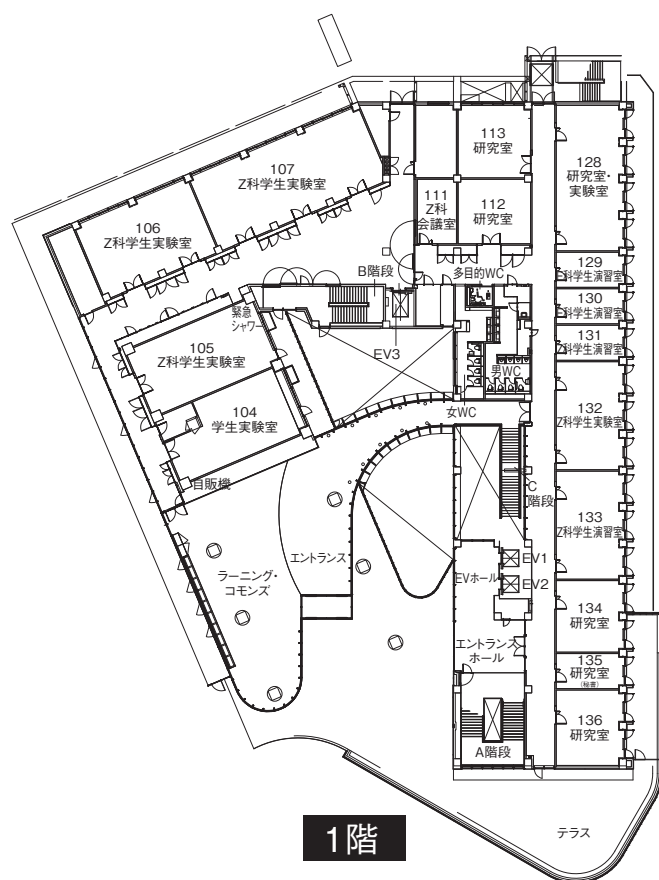 113
研究室
107
Z科学生実験室
128
研究室・
実験室
111
Z科
会議室
112
研究室
106
Z科学生実験室
129
Z科学生演習室
B階段
多目的WC
130
Z科学生演習室
緊急
シャワー
131
Z科学生演習室
105
Z科学生実験室
EV3
男WC
132
Z科学生実験室
104
学生実験室
女WC
自販機
C
階段
133
Z科学生演習室
エントランス
EV1
EVホール
EV2
ラーニング・
コモンズ
134
研究室
エントランス
ホール
135
研究室
(秘書)
136
研究室
A階段
テラス
1階